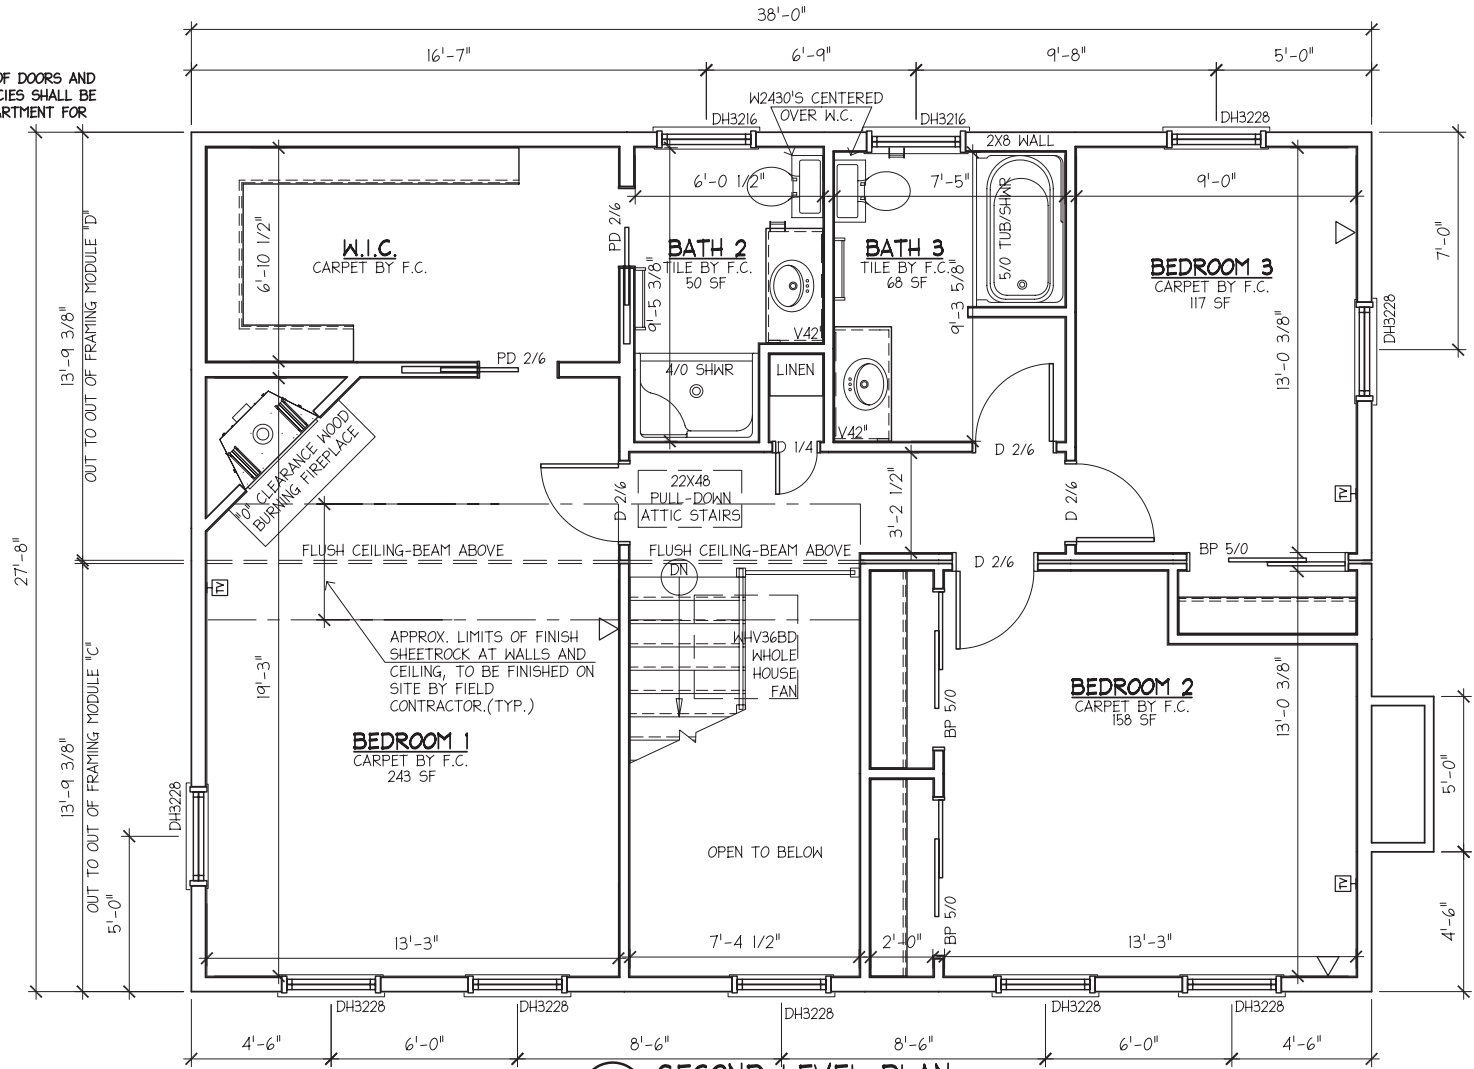 38'-0"
16'-7"
6'-9"
9'-8"
5'-0"
OF DOORS AND
CIES SHALL BE
ARTMENT FOR
W2430'S CENTERED
OVER W.C.
DH3216
DH3216
DH3228
2X8 WALL
6'-0 1/2"
7'-5"
9'-0"
7'-0"
OUT TO OUT OF FRAMING MODULE "D"
13'-9 3/8"
6'-10 1/2"
W.I.C.
CARPET BY F.C.
PD 2/6
BATH 2
TILE BY F.C.
50 SF
9'-5 3/8"
V42"
BATH 3
TILE BY F.C.
68 SF
9'-3 5/8"
5/0 TUB/SHWR
BEDROOM 3
CARPET BY F.C.
117 SF
13'-0 3/8"
DH3228
PD 2/6
4/0 SHWR
LINEN
V42"
"0" CLEARANCE WOOD
BURNING FIREPLACE
D 1/4
D 2/6
22X48
PULL-DOWN
ATTIC STAIRS
D 2/6
3'-2 1/2"
D 2/6
TV
27'-8"
FLUSH CEILING-BEAM ABOVE
FLUSH CEILING-BEAM ABOVE
D 2/6
BP 5/0
DN
TV
APPROX. LIMITS OF FINISH
SHEETROCK AT WALLS AND
CEILING, TO BE FINISHED ON
SITE BY FIELD
CONTRACTOR.(TYP.)
WHV36BD
WHOLE
HOUSE
FAN
19'-3"
OUT TO OUT OF FRAMING MODULE "C"
13'-9 3/8"
BP 5/0
BEDROOM 2
CARPET BY F.C.
158 SF
13'-0 3/8"
BEDROOM 1
CARPET BY F.C.
243 SF
5'-0"
DH3228
OPEN TO BELOW
5'-0"
TV
BP 5/0
4'-6"
13'-3"
7'-4 1/2"
2'-0"
13'-3"
DH3228
DH3228
DH3228
DH3228
DH3228
4'-6"
6'-0"
8'-6"
8'-6"
6'-0"
4'-6"
SECOND LEVEL PLAN